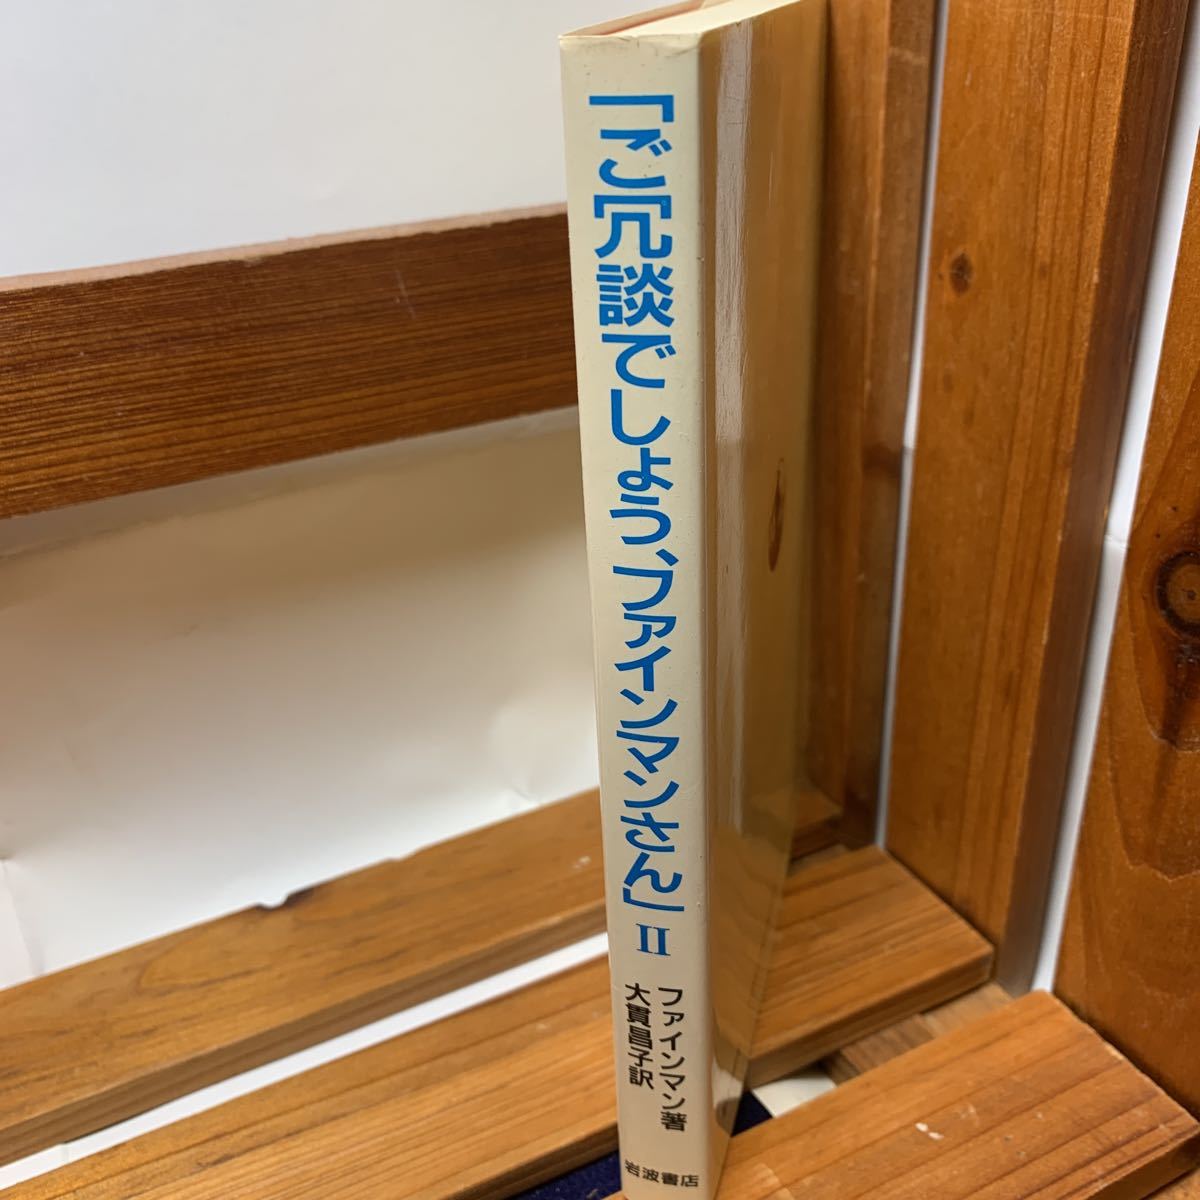 「ご冗談でしょう、ファインマンさん」II
ファインマン著
大貫昌子訳
岩波書店